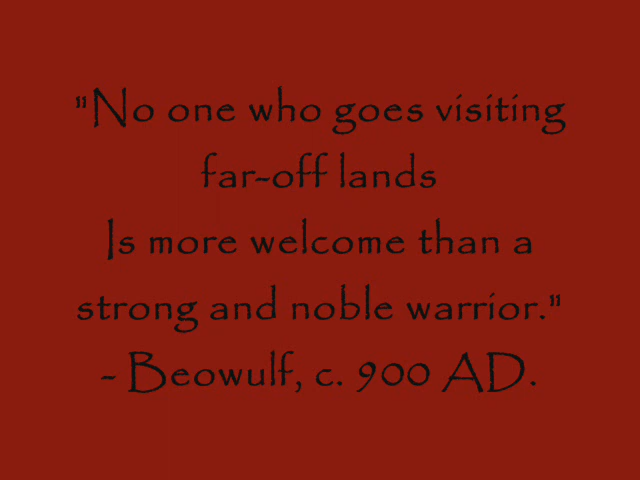 "No one who goes visiting
far-off lands
Is more welcome than a
strong and noble warrior."
- Beowulf, c. 900 AD.